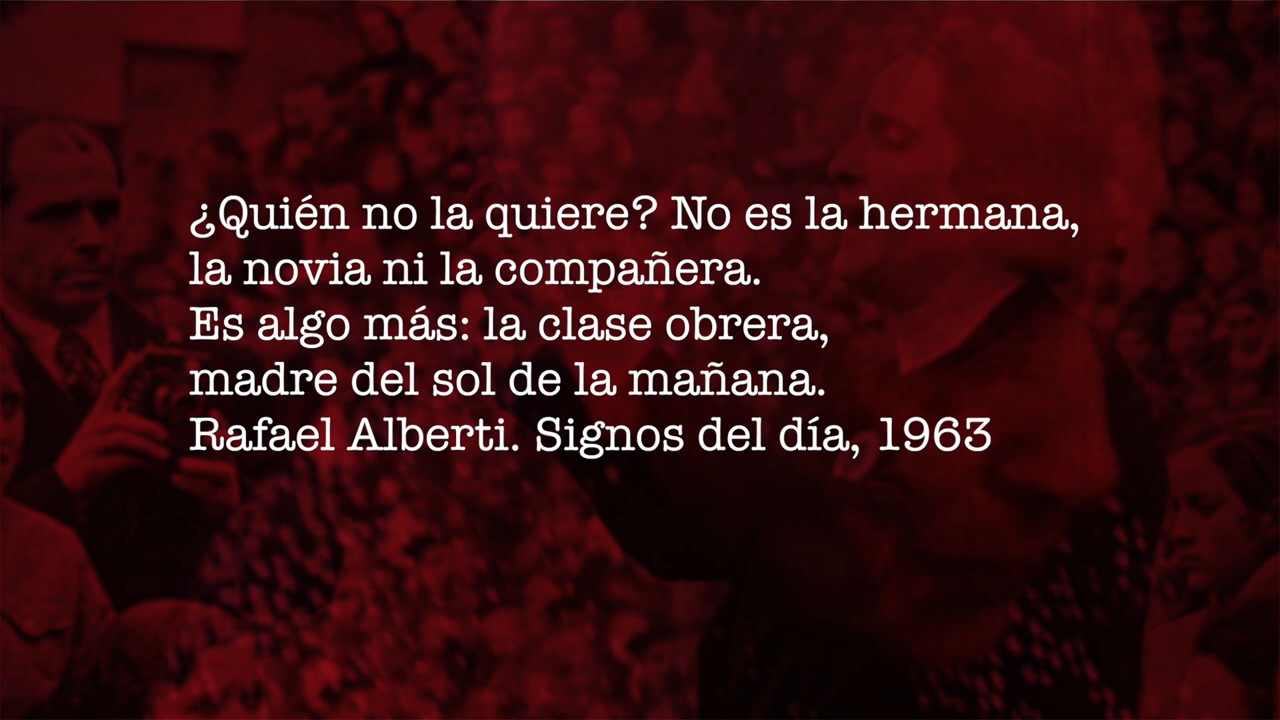 ¿Quién no la quiere? No es la hermana,
la novia ni la compañera.
Es algo más: la clase obrera,
madre del sol de la mañana.
Rafael Alberti. Signos del día, 1963